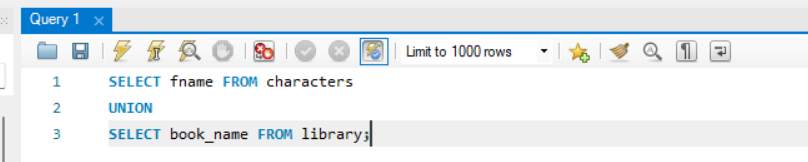 Query 1
Limit to 1000 rows
1 SELECT fname FROM characters
2 UNION
3 SELECT book_name FROM library;